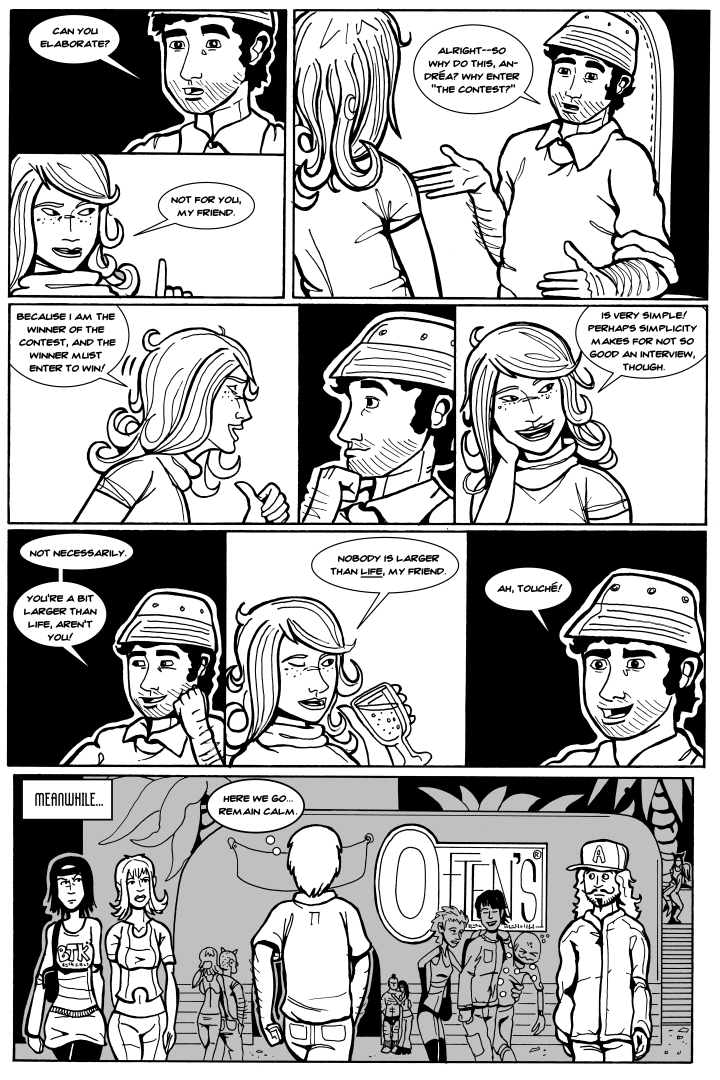 CAN YOU
ELABORATE?
NOT FOR YOU,
MY FRIEND.
ALRIGHT--SO
WHY DO THIS, AN-
DRÉA? WHY ENTER
"THE CONTEST?"
BECAUSE I AM THE
WINNER OF THE
CONTEST, AND THE
WINNER MUST
ENTER TO WIN!
IS VERY SIMPLE!
PERHAPS SIMPLICITY
MAKES FOR NOT SO
GOOD AN INTERVIEW,
THOUGH.
NOT NECESSARILY.
YOU'RE A BIT
LARGER THAN
LIFE, AREN'T
YOU!
NOBODY IS LARGER
THAN LIFE, MY FRIEND.
AH, TOUCHÉ!
MEANWHILE...
HERE WE GO...
REMAIN CALM.
OFTEN'S®
BTK
A